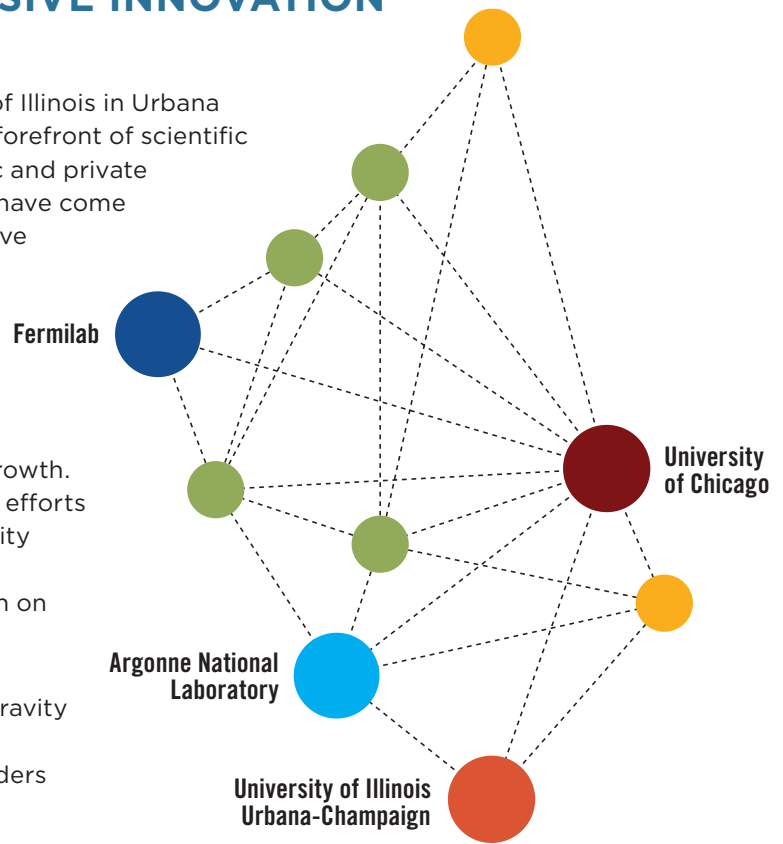 SIVE INNOVATION
of Illinois in Urbana
forefront of scientific
c and private
have come
ve
Fermilab
rowth.
efforts
ity
n on
ravity
ders
University
of Chicago
Argonne National
Laboratory
University of Illinois
Urbana-Champaign